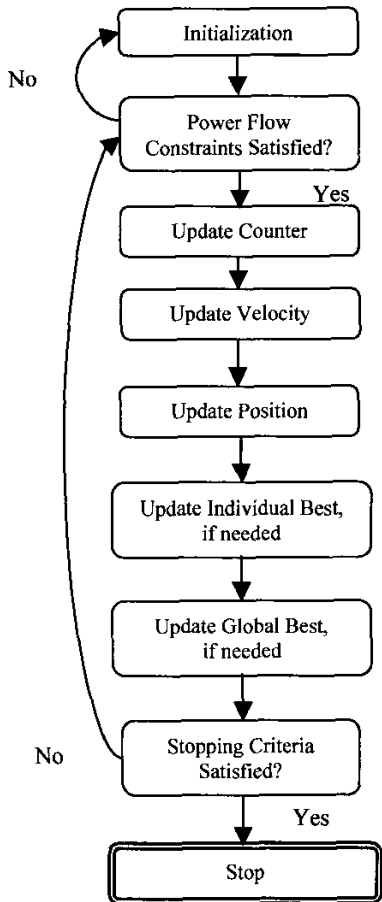 Initialization
No
Power Flow
Constraints Satisfied?
Yes
Update Counter
Update Velocity
Update Position
Update Individual Best,
if needed
Update Global Best,
if needed
No
Stopping Criteria
Satisfied?
Yes
Stop